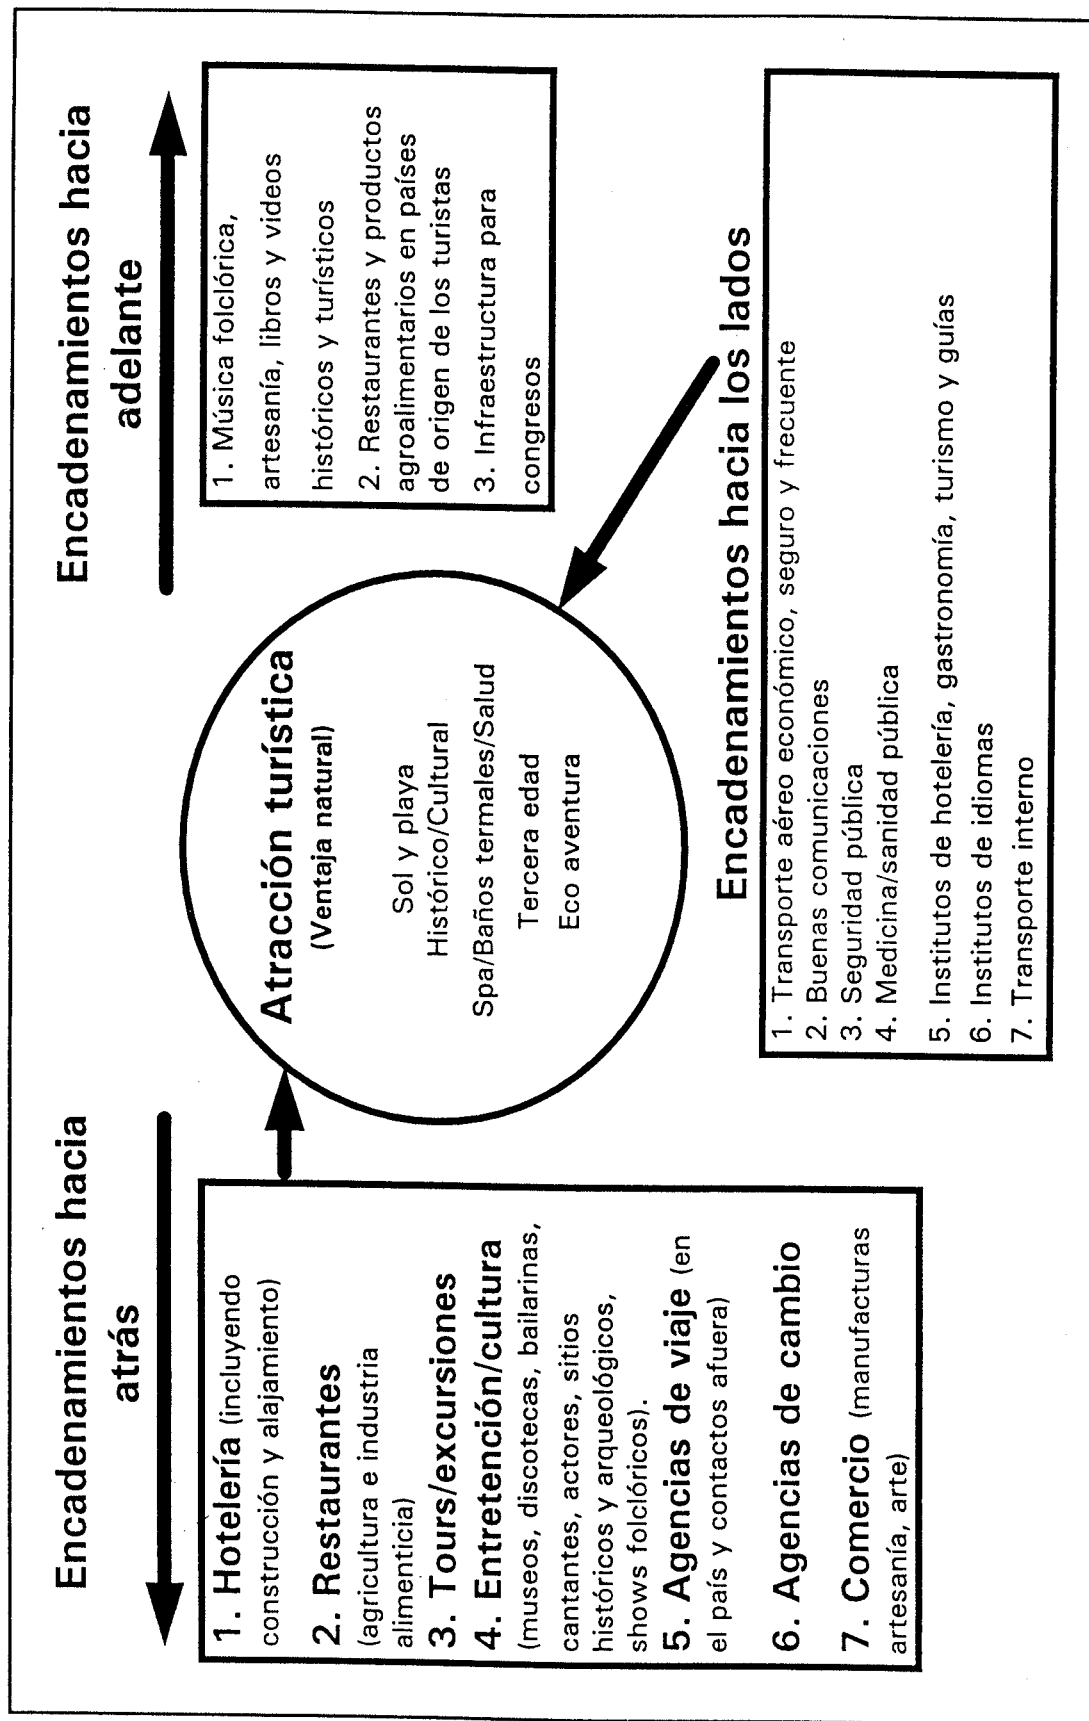 Encadenamientos hacia
atrás
1. Hotelería (incluyendo
construcción y alajamiento)
2. Restaurantes
(agricultura e industria
alimenticia)
3. Tours/excursiones
4. Entretención/cultura
(museos, discotecas, bailarinas,
cantantes, actores, sitios
históricos y arqueológicos,
shows folclóricos).
5. Agencias de viaje (en
el país y contactos afuera)
6. Agencias de cambio
7. Comercio (manufacturas
artesanía, arte)
Atracción turística
(Ventaja natural)
Sol y playa
Histórico/Cultural
Spa/Baños termales/Salud
Tercera edad
Eco aventura
Encadenamientos hacia
adelante
1. Música folclórica,
artesanía, libros y videos
históricos y turísticos
2. Restaurantes y productos
agroalimentarios en países
de origen de los turistas
3. Infraestructura para
congresos
Encadenamientos hacia los lados
1. Transporte aéreo económico, seguro y frecuente
2. Buenas comunicaciones
3. Seguridad pública
4. Medicina/sanidad pública
5. Institutos de hotelería, gastronomía, turismo y guías
6. Institutos de idiomas
7. Transporte interno